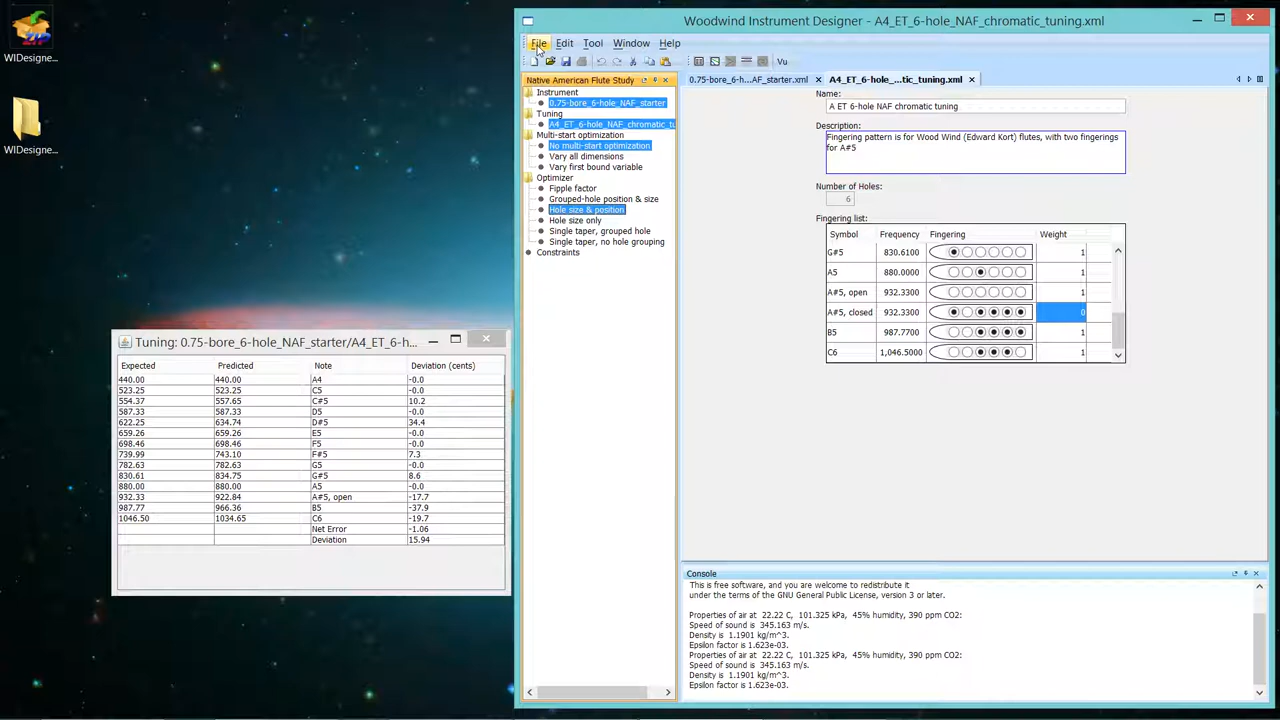 WIDesigne...
WIDesigne...
Woodwind Instrument Designer - A4_ET_6-hole_NAF_chromatic_tuning.xml
File Edit Tool Window Help
Vu
Native American Flute Study
Instrument
0.75-bore_6-hole_NAF_starter
Tuning
A4_ET_6-hole_NAF_chromatic_tu
Multi-start optimization
No multi-start optimization
Vary all dimensions
Vary first bound variable
Optimizer
Fipple factor
Grouped-hole position & size
Hole size & position
Hole size only
Single taper, grouped hole
Single taper, no hole grouping
Constraints
0.75-bore_6-h...AF_starter.xml A4_ET_6-hole_...tic_tuning.xml
Name:
A ET 6-hole NAF chromatic tuning
Description:
Fingering pattern is for Wood Wind (Edward Kort) flutes, with two fingerings
for A#5
Number of Holes:
6
Fingering list:
Symbol Frequency Fingering Weight
G#5 830.6100 1
A5 880.0000 1
A#5, open 932.3300 1
A#5, closed 932.3300 0
B5 987.7700 1
C6 1,046.5000 1
Tuning: 0.75-bore_6-hole_NAF_starter/A4_ET_6-h...
Expected Predicted Note Deviation (cents)
440.00 440.00 A4 -0.0
523.25 523.25 C5 -0.0
554.37 557.65 C#5 10.2
587.33 587.33 D5 -0.0
622.25 634.74 D#5 34.4
659.26 659.26 E5 -0.0
698.46 698.46 F5 -0.0
739.99 743.10 F#5 7.3
782.63 782.63 G5 -0.0
830.61 834.75 G#5 8.6
880.00 880.00 A5 -0.0
932.33 922.84 A#5, open -17.7
987.77 966.36 B5 -37.9
1046.50 1034.65 C6 -19.7
Net Error -1.06
Deviation 15.94
Console
This is free software, and you are welcome to redistribute it
under the terms of the GNU General Public License, version 3 or later.
Properties of air at 22.22 C, 101.325 kPa, 45% humidity, 390 ppm CO2:
Speed of sound is 345.163 m/s.
Density is 1.1901 kg/m^3.
Epsilon factor is 1.623e-03.
Properties of air at 22.22 C, 101.325 kPa, 45% humidity, 390 ppm CO2:
Speed of sound is 345.163 m/s.
Density is 1.1901 kg/m^3.
Epsilon factor is 1.623e-03.